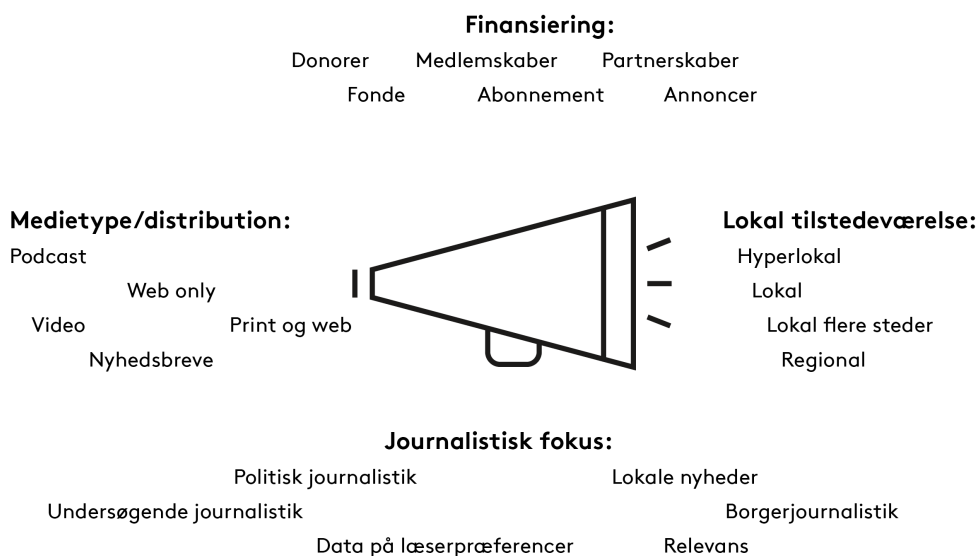 Finansiering:
Donorer Medlemskaber Partnerskaber
Fonde Abonnement Annoncer
Medietype/distribution:
Podcast
Web only
Video Print og web
Nyhedsbreve
Lokal tilstedeværelse:
Hyperlokal
Lokal
Lokal flere steder
Regional
Journalistisk fokus:
Politisk journalistik Lokale nyheder
Undersøgende journalistik Borgerjournalistik
Data på læserpræferencer Relevans